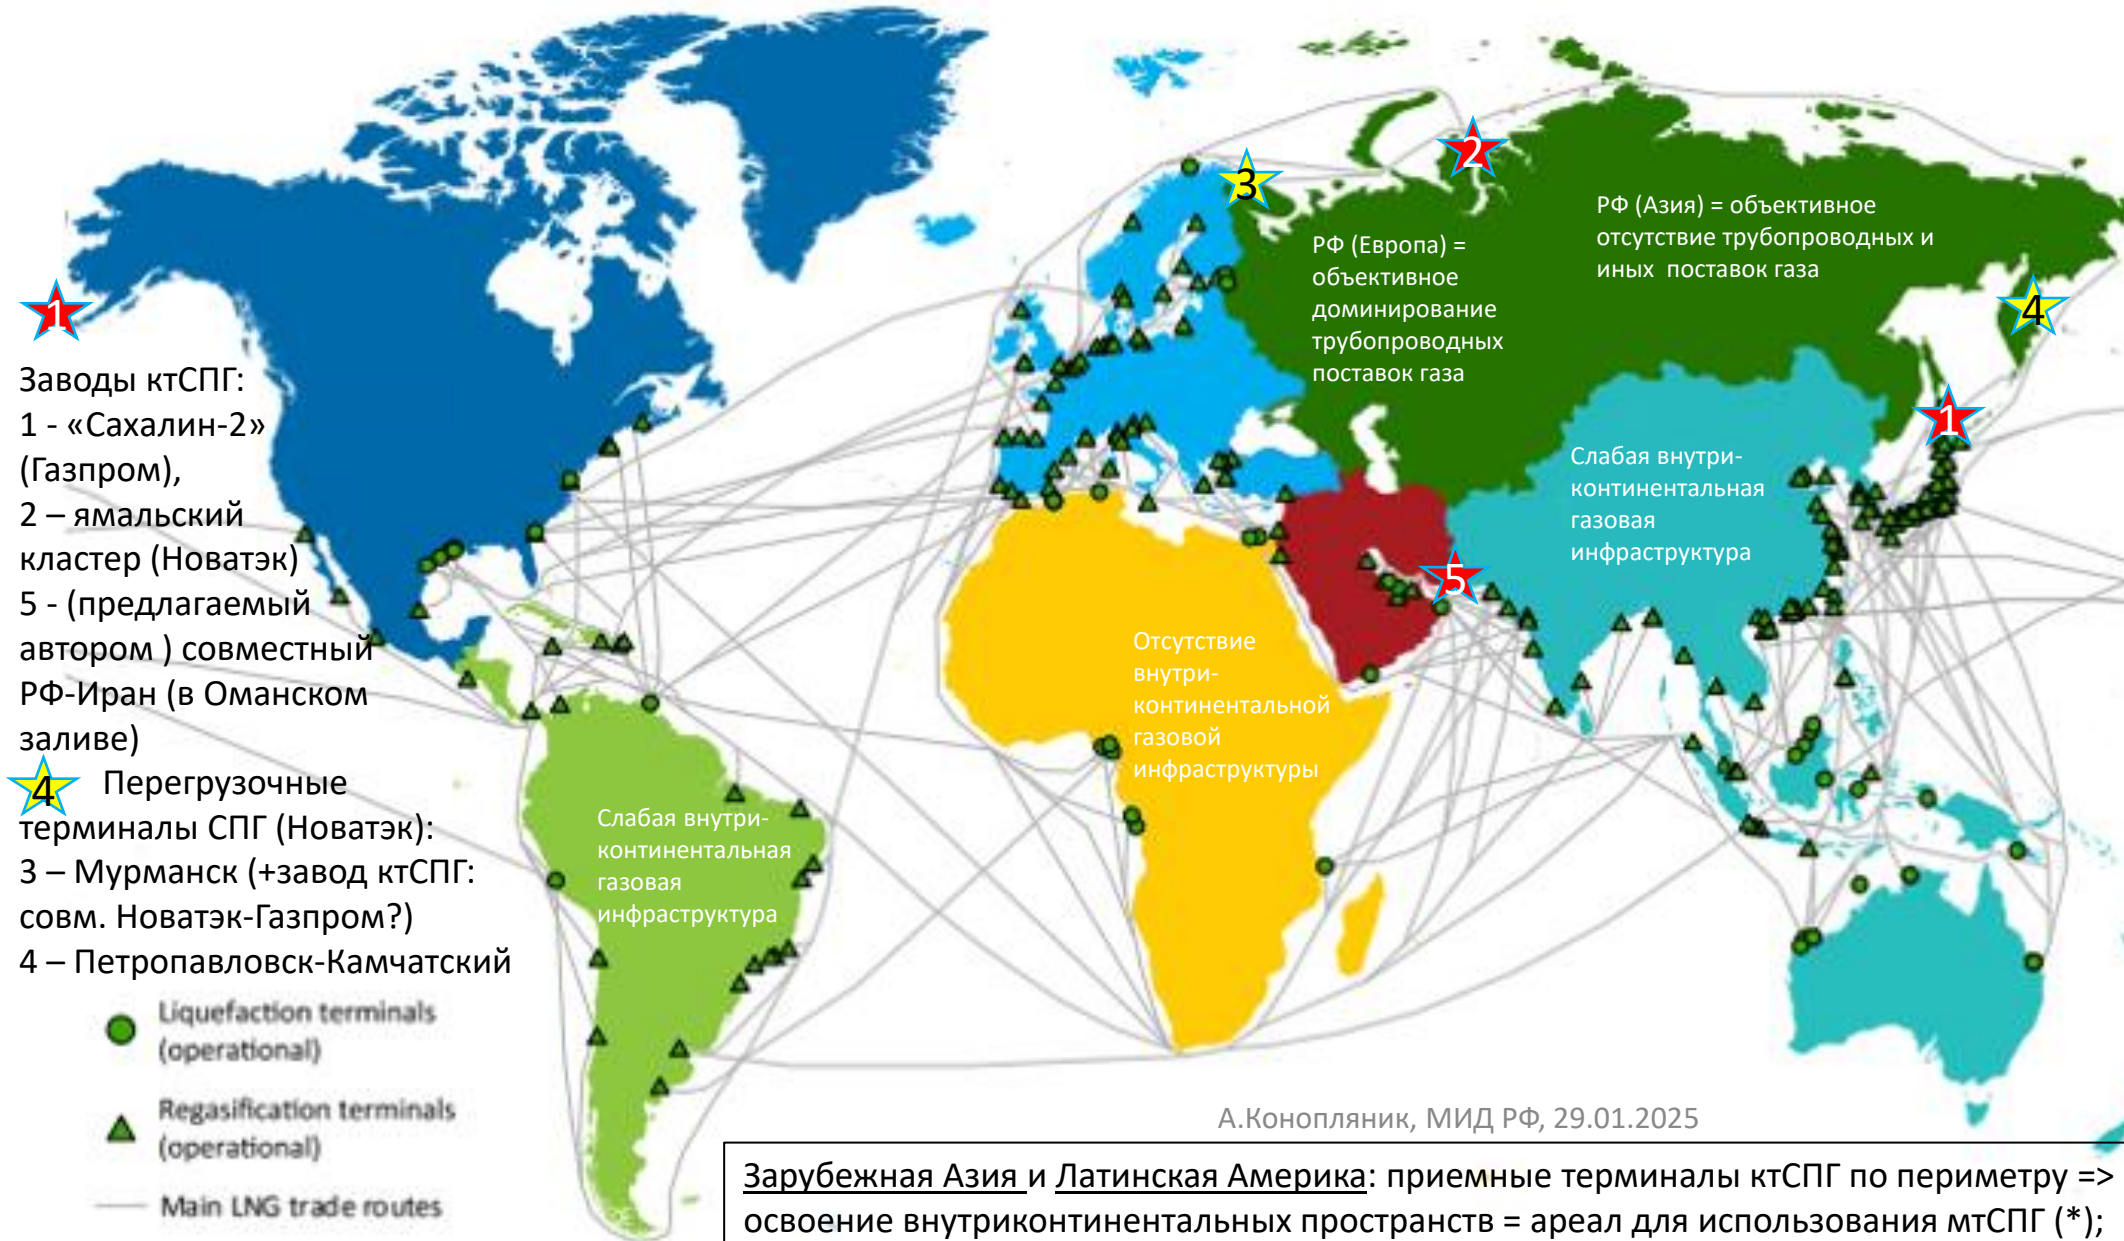 1
Заводы ктСПГ:
1 - «Сахалин-2»
(Газпром),
2 – ямальский
кластер (Новатэк)
5 - (предлагаемый
автором ) совместный
РФ-Иран (в Оманском
заливе)
4 Перегрузочные
терминалы СПГ (Новатэк):
3 – Мурманск (+завод ктСПГ:
совм. Новатэк-Газпром?)
4 – Петропавловск-Камчатский
Liquefaction terminals
(operational)
Regasification terminals
(operational)
Main LNG trade routes
2
3
РФ (Европа) =
объективное
доминирование
трубопроводных
поставок газа
РФ (Азия) = объективное
отсутствие трубопроводных и
иных поставок газа
4
1
Слабая внутри-
континентальная
газовая
инфраструктура
5
Отсутствие
внутри-
континентальной
газовой
инфраструктуры
Слабая внутри-
континентальная
газовая
инфраструктура
А.Конопляник, МИД РФ, 29.01.2025
Зарубежная Азия и Латинская Америка: приемные терминалы ктСПГ по периметру =>
освоение внутриконтинентальных пространств = ареал для использования мтСПГ (*);